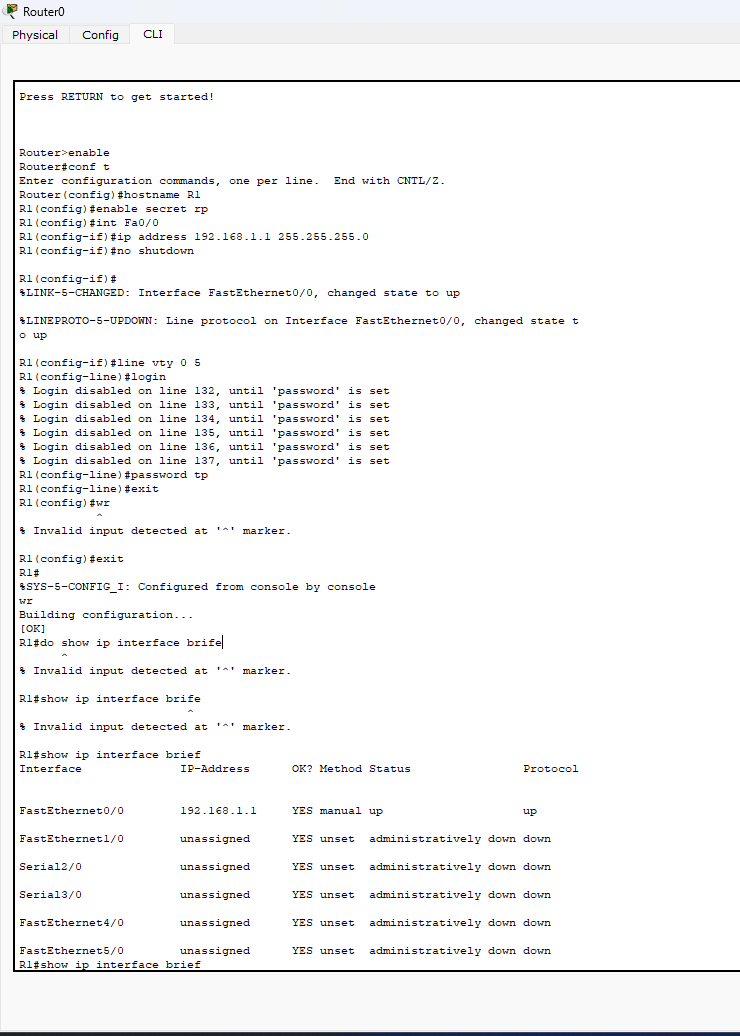 Router0
Physical Config CLI
Press RETURN to get started!
Router>enable
Router#conf t
Enter configuration commands, one per line.  End with CNTL/Z.
Router(config)#hostname R1
R1(config)#enable secret rp
R1(config)#int Fa0/0
R1(config-if)#ip address 192.168.1.1 255.255.255.0
R1(config-if)#no shutdown
R1(config-if)#
%LINK-5-CHANGED: Interface FastEthernet0/0, changed state to up
%LINEPROTO-5-UPDOWN: Line protocol on Interface FastEthernet0/0, changed state t
o up
R1(config-if)#line vty 0 5
R1(config-line)#login
% Login disabled on line 132, until 'password' is set
% Login disabled on line 133, until 'password' is set
% Login disabled on line 134, until 'password' is set
% Login disabled on line 135, until 'password' is set
% Login disabled on line 136, until 'password' is set
% Login disabled on line 137, until 'password' is set
R1(config-line)#password tp
R1(config-line)#exit
R1(config)#wr
^
% Invalid input detected at '^' marker.
R1(config)#exit
R1#
%SYS-5-CONFIG_I: Configured from console by console
wr
Building configuration...
[OK]
R1#do show ip interface brife
^
% Invalid input detected at '^' marker.
R1#show ip interface brife
^
% Invalid input detected at '^' marker.
R1#show ip interface brief
Interface              IP-Address      OK? Method Status                Protocol
FastEthernet0/0        192.168.1.1     YES manual up                    up
FastEthernet1/0        unassigned      YES unset  administratively down down
Serial2/0              unassigned      YES unset  administratively down down
Serial3/0              unassigned      YES unset  administratively down down
FastEthernet4/0        unassigned      YES unset  administratively down down
FastEthernet5/0        unassigned      YES unset  administratively down down
R1#show ip interface brief